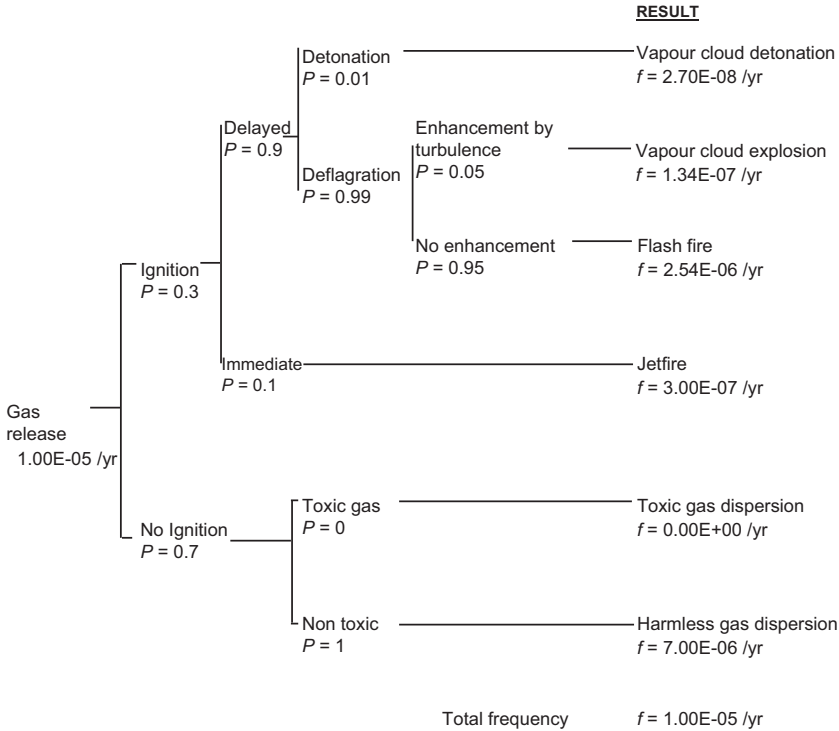 RESULT
Detonation
P = 0.01
Vapour cloud detonation
f = 2.70E-08 /yr
Delayed
P = 0.9
Enhancement by
turbulence
P = 0.05
Vapour cloud explosion
f = 1.34E-07 /yr
Deflagration
P = 0.99
No enhancement
P = 0.95
Flash fire
f = 2.54E-06 /yr
Ignition
P = 0.3
Immediate
P = 0.1
Jetfire
f = 3.00E-07 /yr
Gas
release
1.00E-05 /yr
No Ignition
P = 0.7
Toxic gas
P = 0
Toxic gas dispersion
f = 0.00E+00 /yr
Non toxic
P = 1
Harmless gas dispersion
f = 7.00E-06 /yr
Total frequency
f = 1.00E-05 /yr